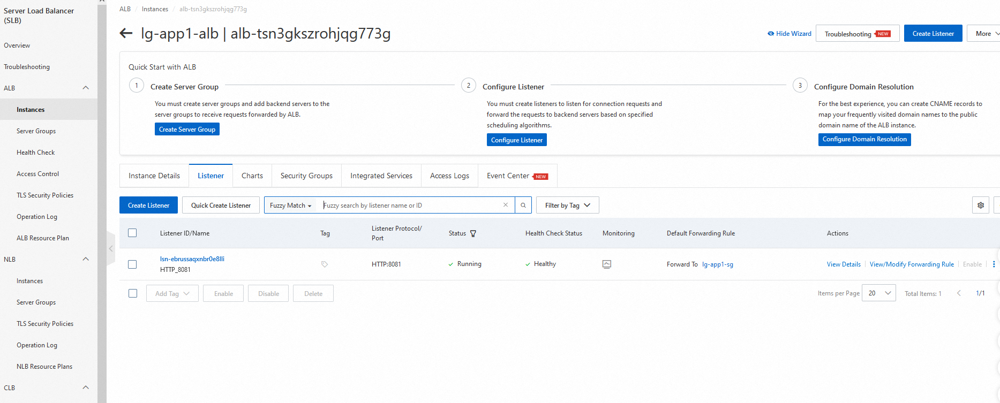 Server Load Balancer
(SLB)
Overview
Troubleshooting
ALB
Instances
Server Groups
Health Check
Access Control
TLS Security Policies
Operation Log
ALB Resource Plan
NLB
Instances
Server Groups
TLS Security Policies
Operation Log
NLB Resource Plans
CLB
ALB / Instances / alb-tsn3gkszrohjqg773g
lg-app1-alb | alb-tsn3gkszrohjqg773g
Hide Wizard
Troubleshooting NEW
Create Listener
More
Quick Start with ALB
1 Create Server Group
You must create server groups and add backend servers to the
server groups to receive requests forwarded by ALB.
Create Server Group
2 Configure Listener
You must create listeners to listen for connection requests and
forward the requests to backend servers based on specified
scheduling algorithms.
Configure Listener
3 Configure Domain Resolution
For the best experience, you can create CNAME records to
map your frequently visited domain names to the public
domain name of the ALB instance.
Configure Domain Resolution
Instance Details Listener Charts Security Groups Integrated Services Access Logs Event Center NEW
Create Listener Quick Create Listener Fuzzy Match Fuzzy search by listener name or ID Filter by Tag
Listener ID/Name Tag Listener Protocol/
Port Status Health Check Status Monitoring Default Forwarding Rule Actions
lsn-ebrussaqxnbr0e8lli
HTTP_8081
HTTP:8081 Running Healthy Forward To lg-app1-sg View Details View/Modify Forwarding Rule Enable
Add Tag Enable Disable Delete Items per Page 20 Total Items: 1 1/1